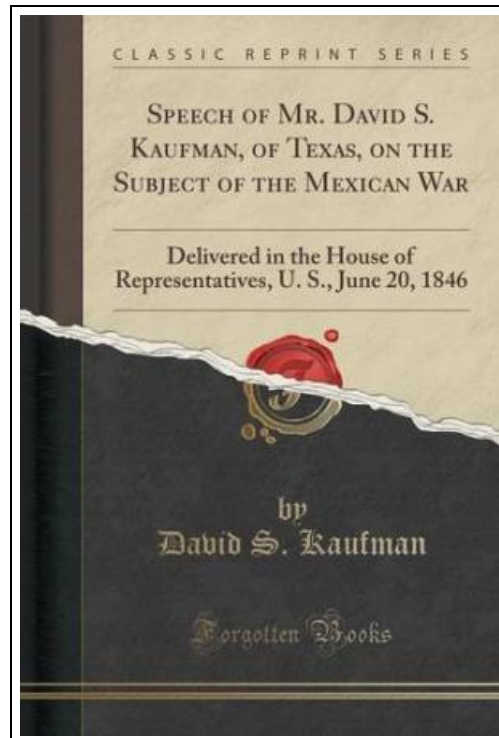 CLASSIC REPRINT SERIES
SPEECH OF MR. DAVID S.
KAUFMAN, OF TEXAS, ON THE
SUBJECT OF THE MEXICAN WAR
Delivered in the House of
Representatives, U. S., June 20, 1846
by
David S. Kaufman
Forgotten Books